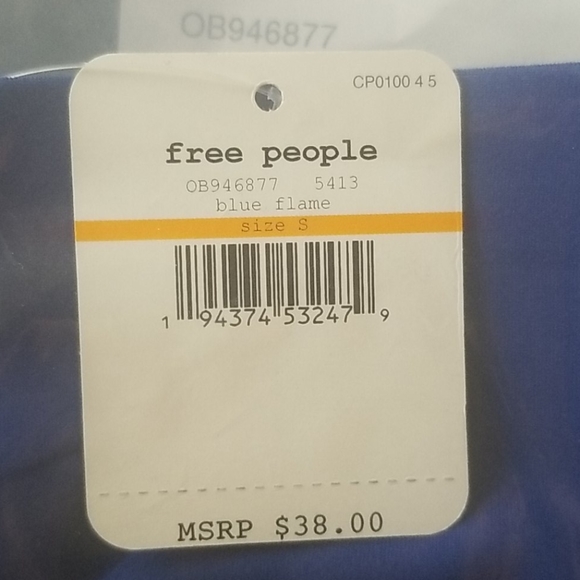 OB946877
CP0100 4 5
free people
OB946877 5413
blue flame
size S
1 94374 53247 9
MSRP $38.00